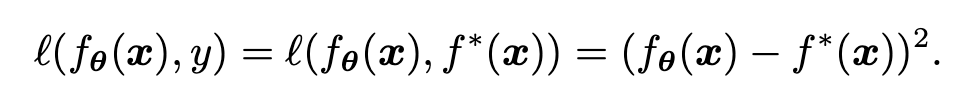 ℓ(f_θ(x), y) = ℓ(f_θ(x), f*(x)) = (f_θ(x) − f*(x))².